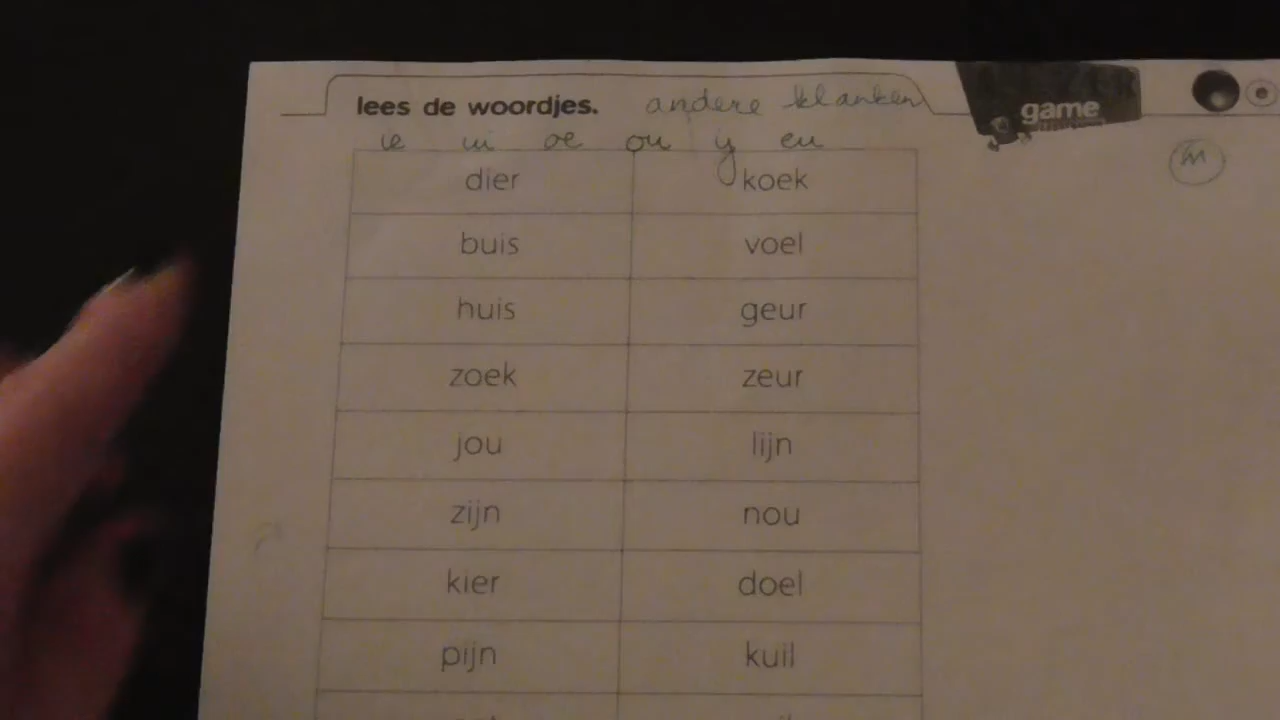 lees de woordjes. andere klanken game
ie ui oe ou ij eu
m
dier koek
buis voel
huis geur
zoek zeur
jou lijn
zijn nou
kier doel
pijn kuil